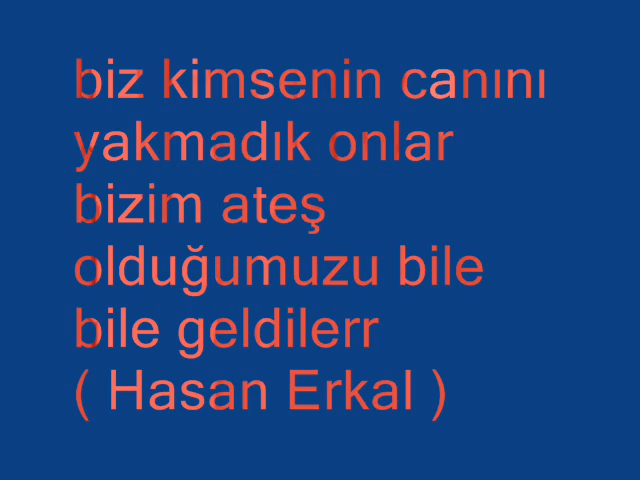 biz kimsenin canını
yakmadık onlar
bizim ateş
olduğumuzu bile
bile geldilerr
( Hasan Erkal )